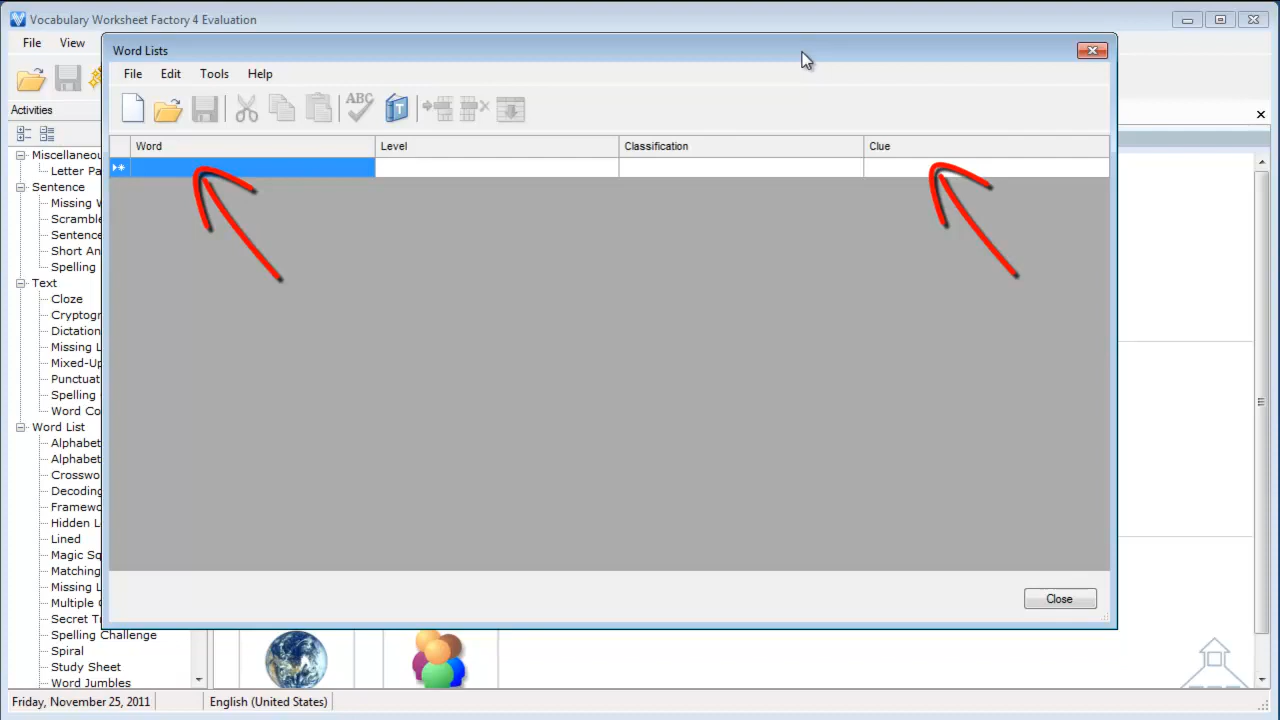 Vocabulary Worksheet Factory 4 Evaluation
File View
Word Lists
File Edit Tools Help
ABC
T
Activities
Word Level Classification Clue
Miscellaneou
Letter Pa
Sentence
Missing W
Scramble
Sentence
Short An
Spelling
Text
Cloze
Cryptogr
Dictation
Missing L
Mixed-Up
Punctuat
Spelling
Word Co
Word List
Alphabet
Alphabet
Crosswo
Decoding
Framewo
Hidden L
Lined
Magic Sq
Matching
Missing L
Multiple
Secret Tr
Spelling Challenge
Spiral
Study Sheet
Word Jumbles
Close
Friday, November 25, 2011 English (United States)